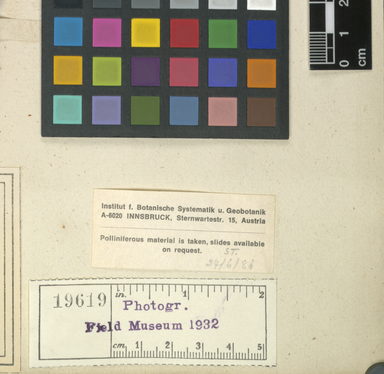 0 1 2
cm
Institut f. Botanische Systematik u. Geobotanik
A-6020 INNSBRUCK, Sternwartestr. 15, Austria
Polliniferous material is taken, slides available
on request.
ST.
19619
in. 1 2
Photogr.
Field Museum 1932
cm. 1 2 3 4 5